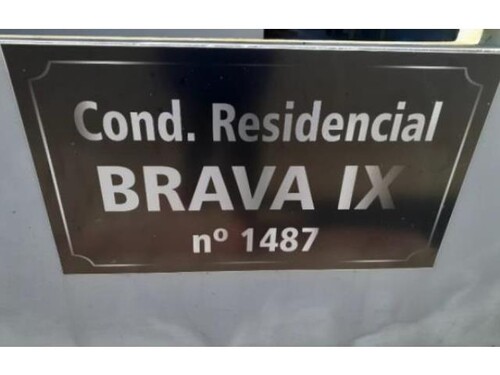 Cond. Residencial
BRAVA IX
nº 1487